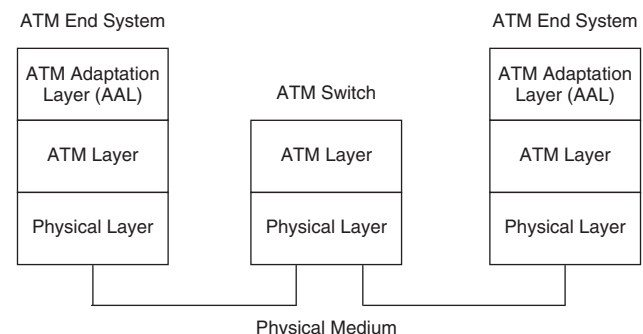 ATM End System
ATM End System
ATM Adaptation
Layer (AAL)
ATM Layer
Physical Layer
ATM Switch
ATM Layer
Physical Layer
ATM Adaptation
Layer (AAL)
ATM Layer
Physical Layer
Physical Medium